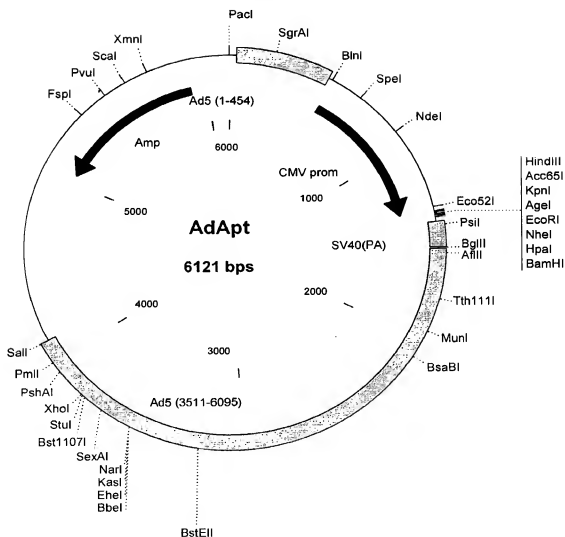 PacI
SgrAI
XmnI
ScaI
PvuI
FspI
BlnI
SpeI
NdeI
Ad5 (1-454)
6000
Amp
CMV prom
1000
5000
AdApt
6121 bps
SV40(PA)
4000
2000
3000
Ad5 (3511-6095)
Eco52I
HindIII
Acc65I
KpnI
AgeI
EcoRI
NheI
HpaI
BamHI
PsiI
BglII
AflII
Tth111I
MunI
BsaBI
SalI
PmlI
PshAI
XhoI
StuI
Bst1107I
SexAI
NarI
KasI
EheI
BbeI
BstEII